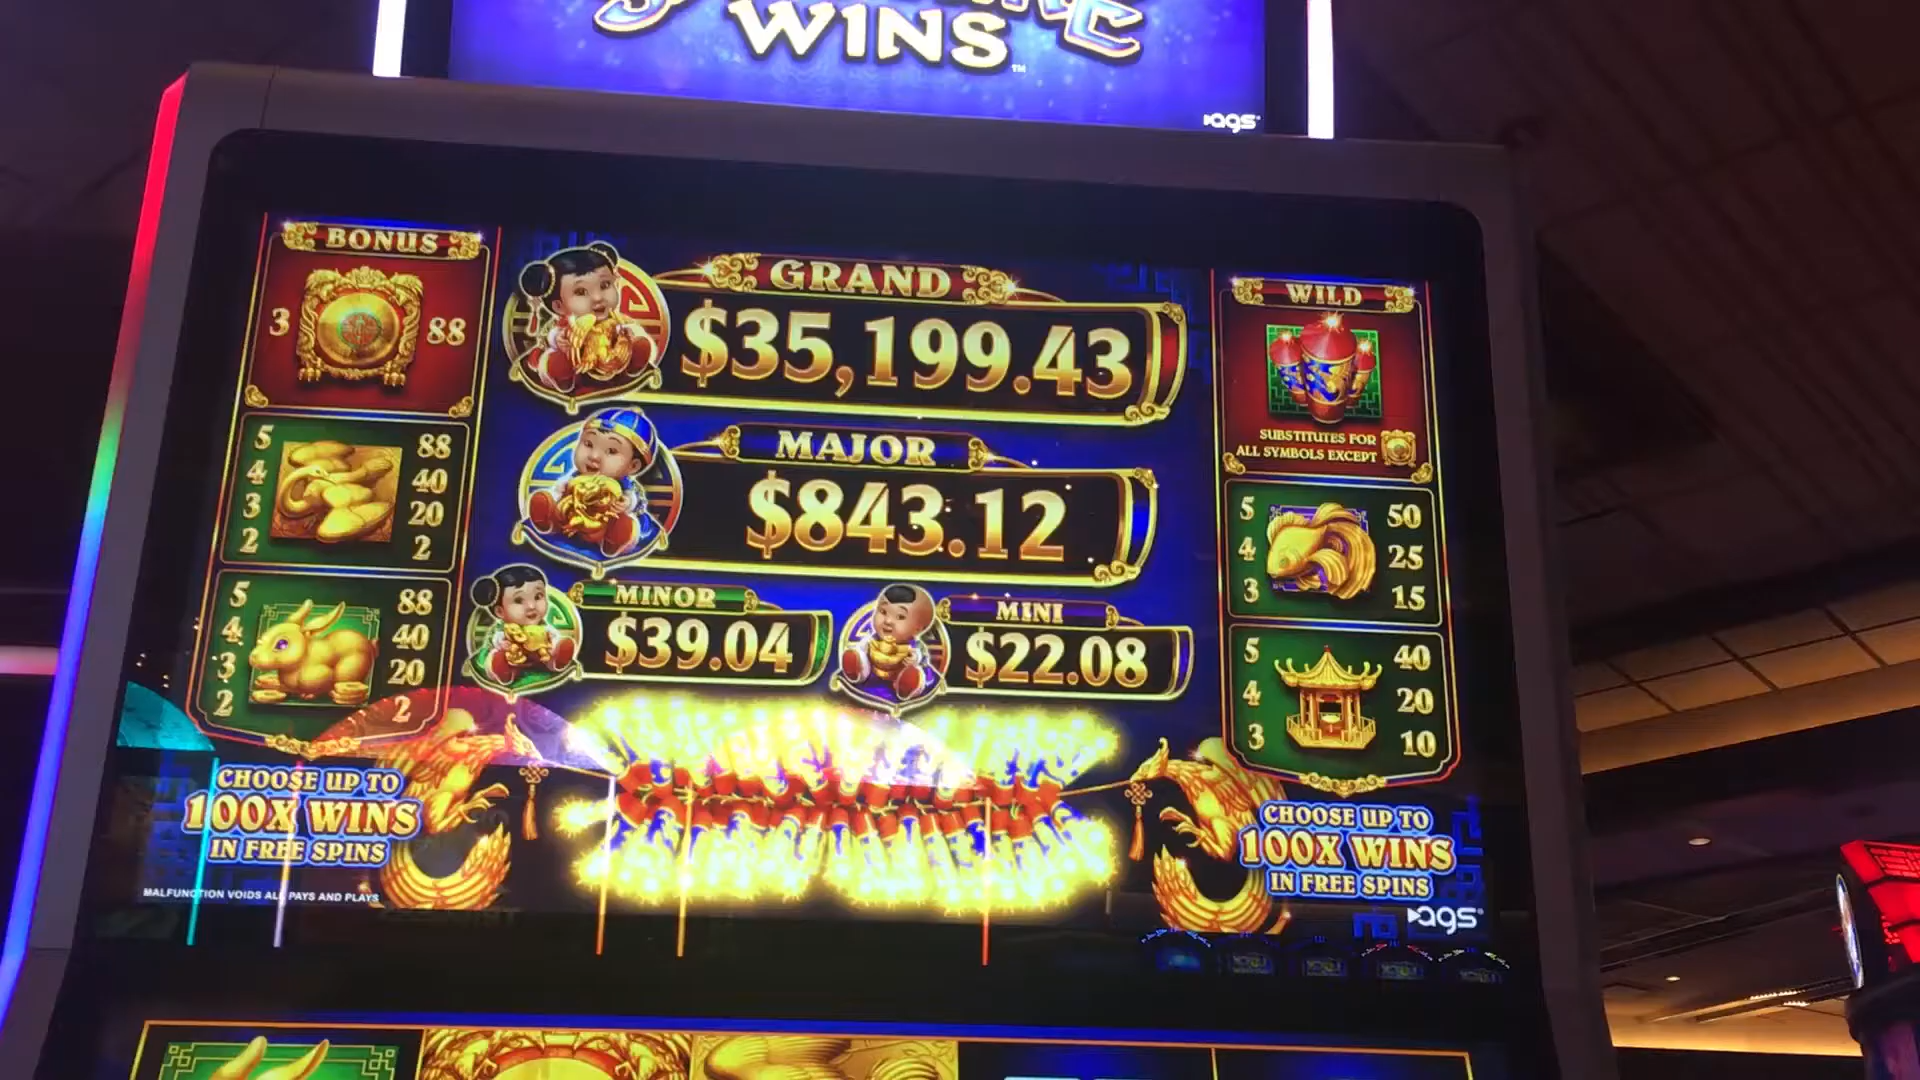 WINS™
ags
BONUS
3 88
GRAND
$35,199.43
WILD
SUBSTITUTES FOR
ALL SYMBOLS EXCEPT
MAJOR
$843.12
5 88
4 40
3 20
2 2
5 50
4 25
3 15
MINOR
$39.04
MINI
$22.08
5 88
4 40
3 20
2 2
5 40
4 20
3 10
CHOOSE UP TO
100X WINS
IN FREE SPINS
CHOOSE UP TO
100X WINS
IN FREE SPINS
MALFUNCTION VOIDS ALL PAYS AND PLAYS
ags